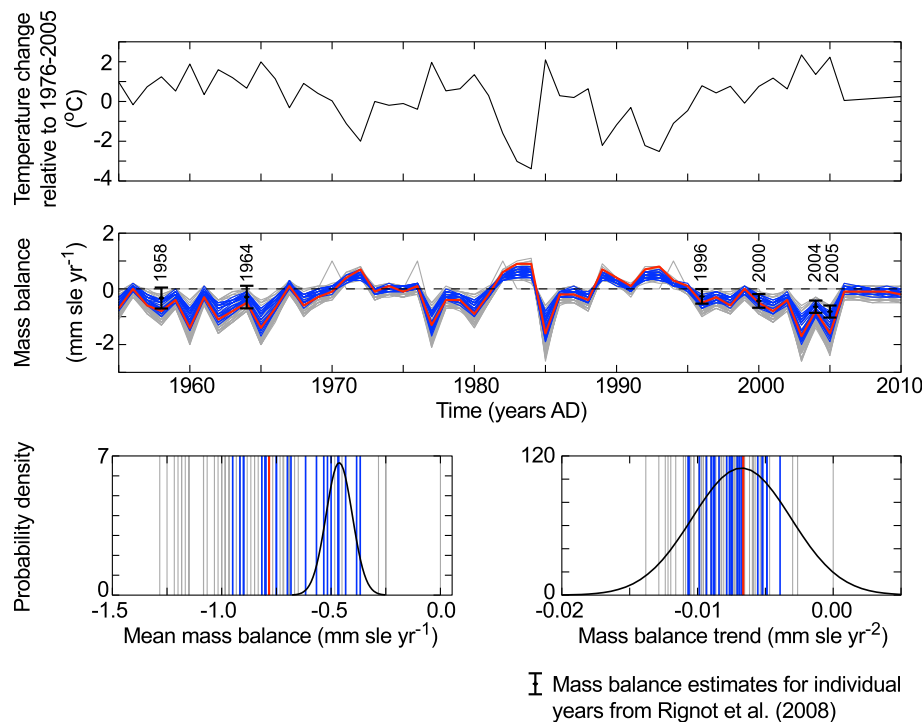 Temperature change
relative to 1976-2005
(°C)
2
0
-2
-4
Mass balance
(mm sle yr-1)
2
0
-2
1958
1964
1996
2000
2004
2005
1960
1970
1980
1990
2000
2010
Time (years AD)
Probability density
7
0
-1.5
-1.0
-0.5
0.0
Mean mass balance (mm sle yr-1)
120
0
-0.02
-0.01
0.00
Mass balance trend (mm sle yr-2)
Mass balance estimates for individual
years from Rignot et al. (2008)